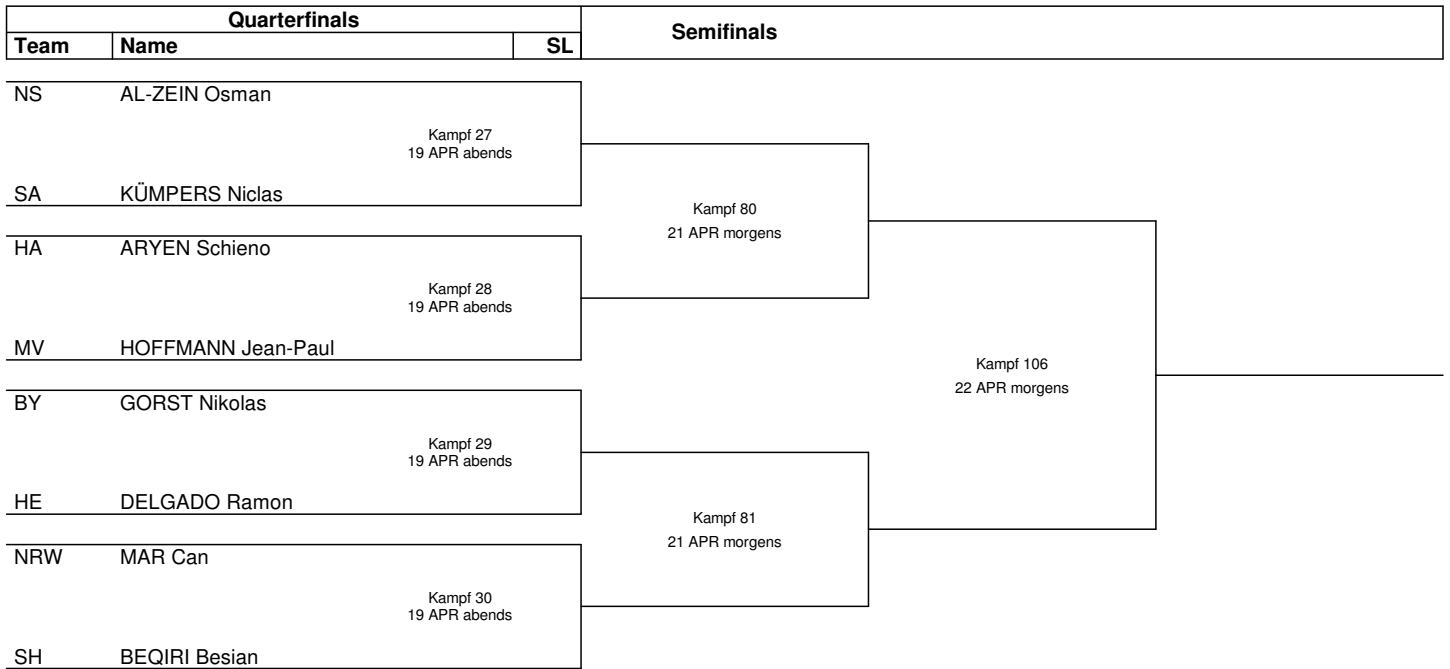 Quarterfinals
Semifinals
Team Name SL
NS AL-ZEIN Osman
Kampf 27
19 APR abends
SA KÜMPERS Niclas
Kampf 80
21 APR morgens
HA ARYEN Schieno
Kampf 28
19 APR abends
MV HOFFMANN Jean-Paul
Kampf 106
22 APR morgens
BY GORST Nikolas
Kampf 29
19 APR abends
HE DELGADO Ramon
Kampf 81
21 APR morgens
NRW MAR Can
Kampf 30
19 APR abends
SH BEQIRI Besian